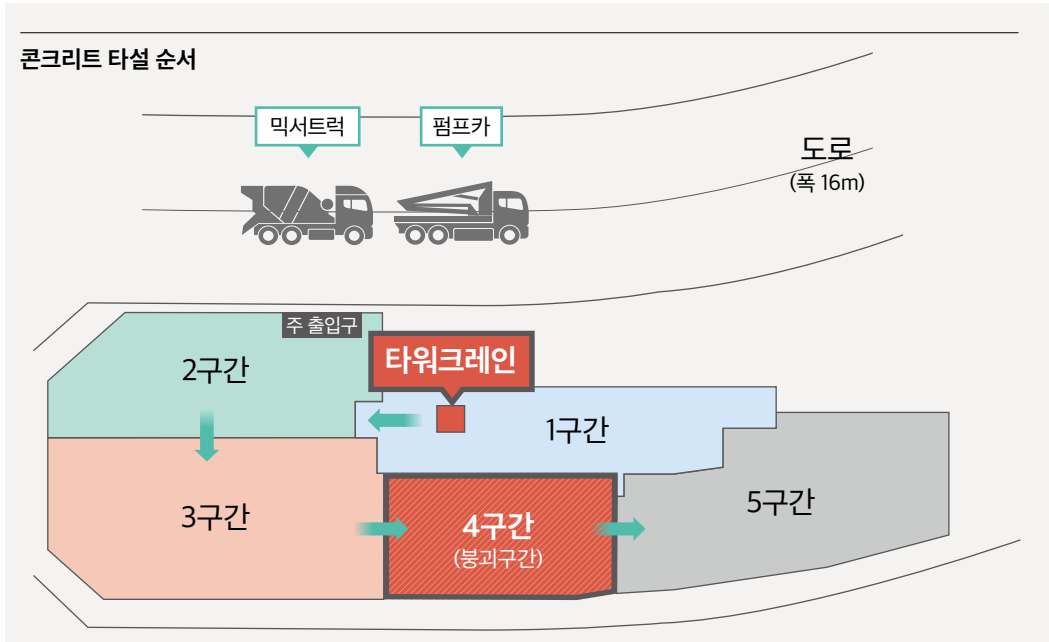 콘크리트 타설 순서
믹서트럭
펌프카
도로
(폭 16m)
주 출입구
2구간
타워크레인
1구간
3구간
4구간
(붕괴구간)
5구간